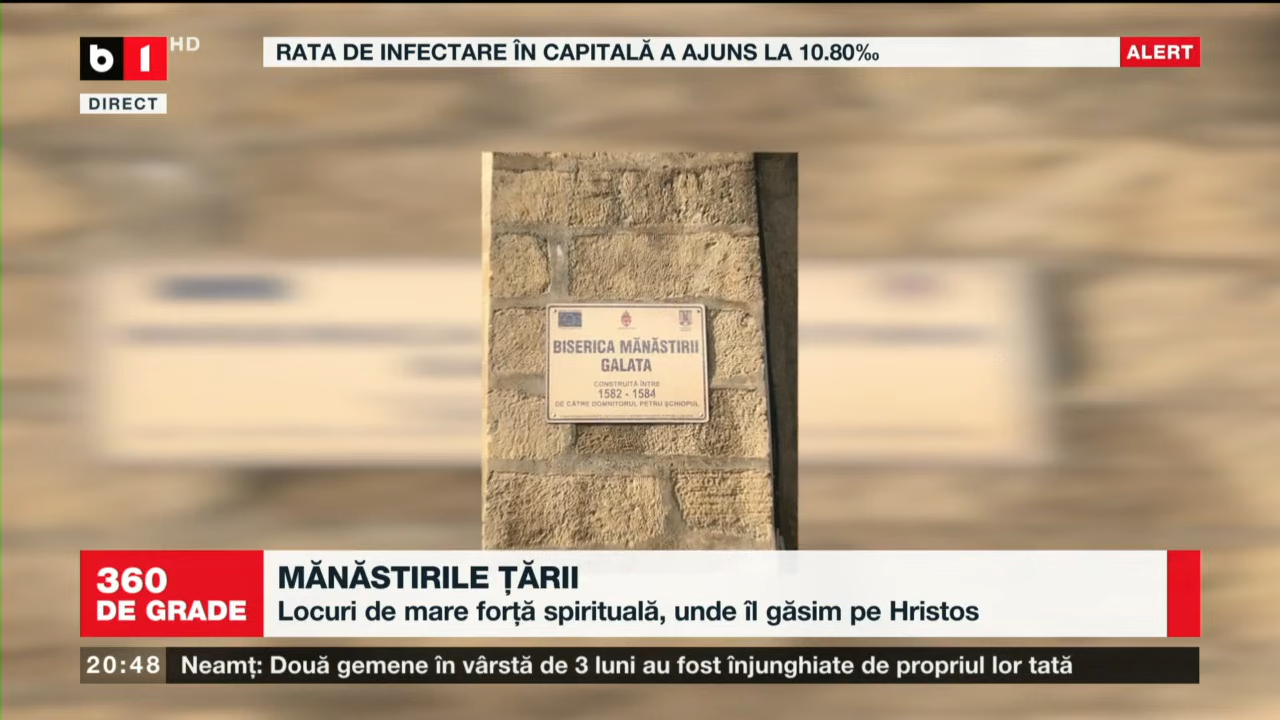 b1 HD
RATA DE INFECTARE ÎN CAPITALĂ A AJUNS LA 10.80‰
ALERT
DIRECT
BISERICA MĂNĂSTIRII
GALATA
CONSTRUITĂ ÎNTRE
1582 - 1584
DE CĂTRE DOMNITORUL PETRU ȘCHIOPUL
360
DE GRADE
MĂNĂSTIRILE ȚĂRII
Locuri de mare forță spirituală, unde îl găsim pe Hristos
20:48 Neamț: Două gemene în vârstă de 3 luni au fost înjunghiate de propriul lor tată